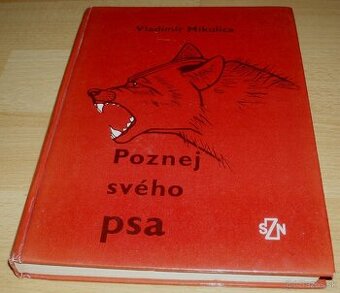 Vladimír Mikulica
Poznej
svého
psa
SZN